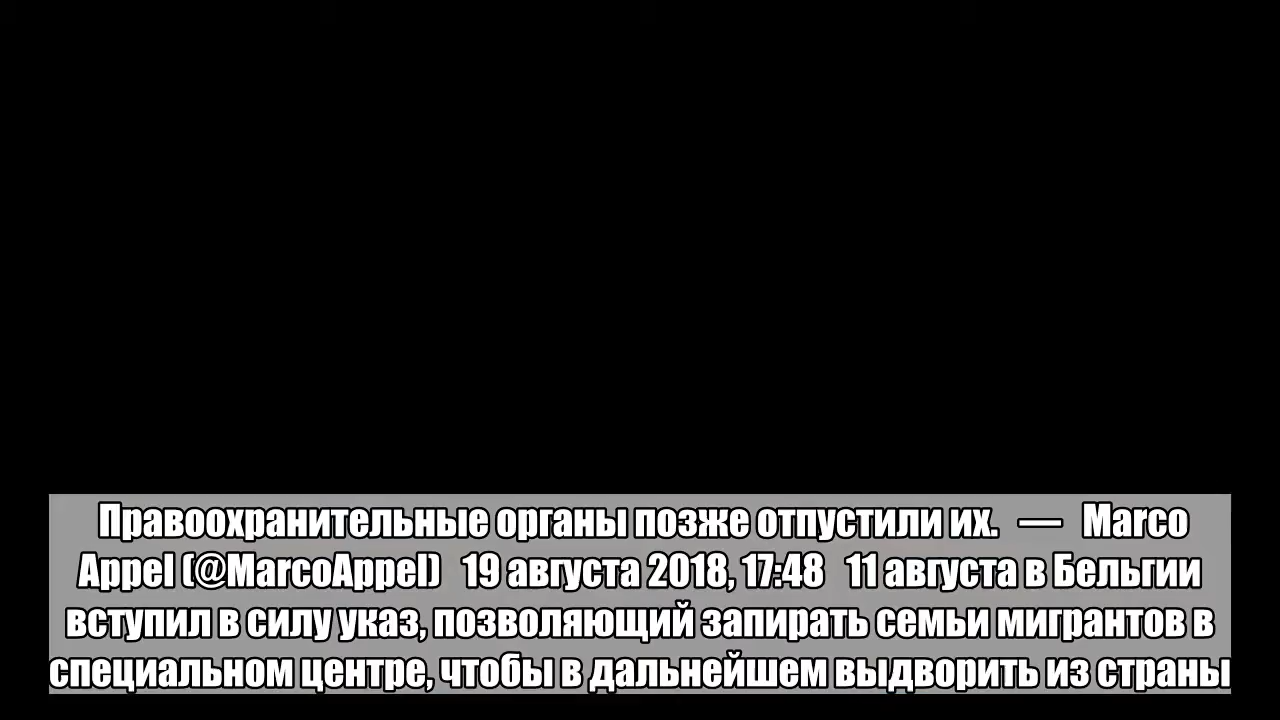 Правоохранительные органы позже отпустили их. — Marco
Appel (@MarcoAppel) 19 августа 2018, 17:48 11 августа в Бельгии
вступил в силу указ, позволяющий запирать семьи мигрантов в
специальном центре, чтобы в дальнейшем выдворить из страны